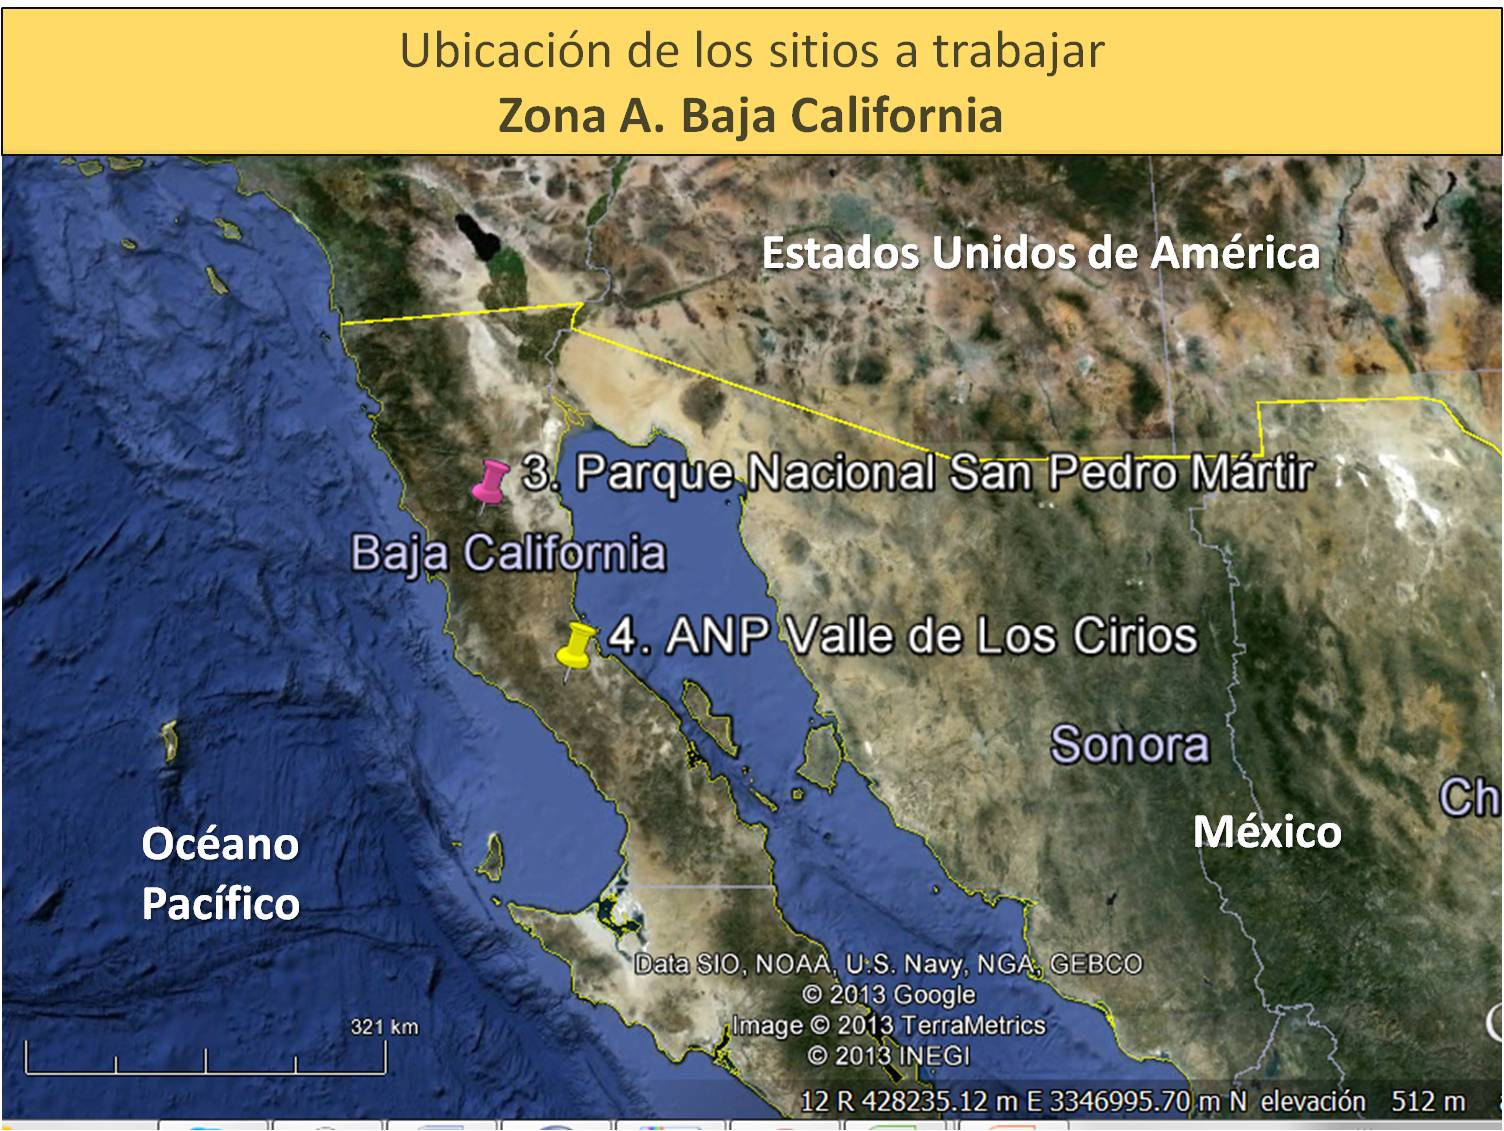 Ubicación de los sitios a trabajar
Zona A. Baja California
Estados Unidos de América
3. Parque Nacional San Pedro Mártir
Baja California
4. ANP Valle de Los Cirios
Sonora
Ch
México
Océano
Pacífico
Data SIO, NOAA, U.S. Navy, NGA, GEBCO
© 2013 Google
Image © 2013 TerraMetrics
© 2013 INEGI
321 km
12 R 428235.12 m E 3346995.70 m N elevación 512 m